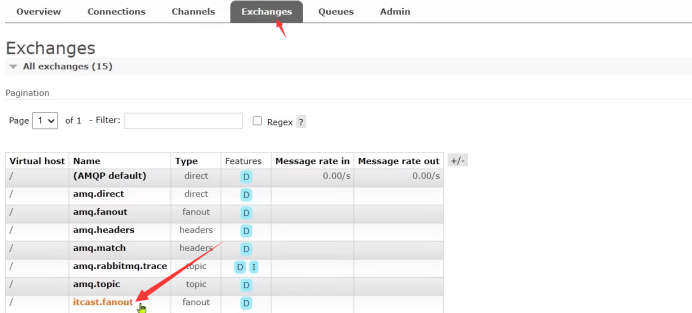 Overview Connections Channels Exchanges Queues Admin
Exchanges
All exchanges (15)
Pagination
Page 1 of 1 - Filter: Regex ?
Virtual host Name Type Features Message rate in Message rate out +/-
/ (AMQP default) direct D 0.00/s 0.00/s
/ amq.direct direct D
/ amq.fanout fanout D
/ amq.headers headers D
/ amq.match headers D
/ amq.rabbitmq.trace topic D I
/ amq.topic topic D
/ itcast.fanout fanout D